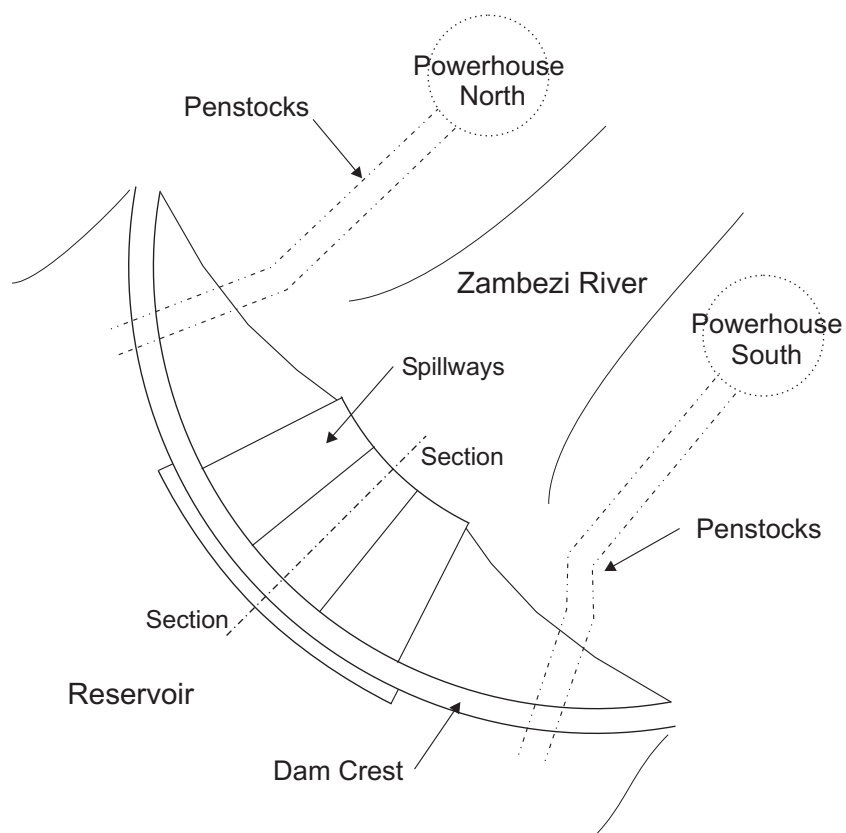 Powerhouse
North
Penstocks
Zambezi River
Powerhouse
South
Spillways
Section
Penstocks
Section
Reservoir
Dam Crest